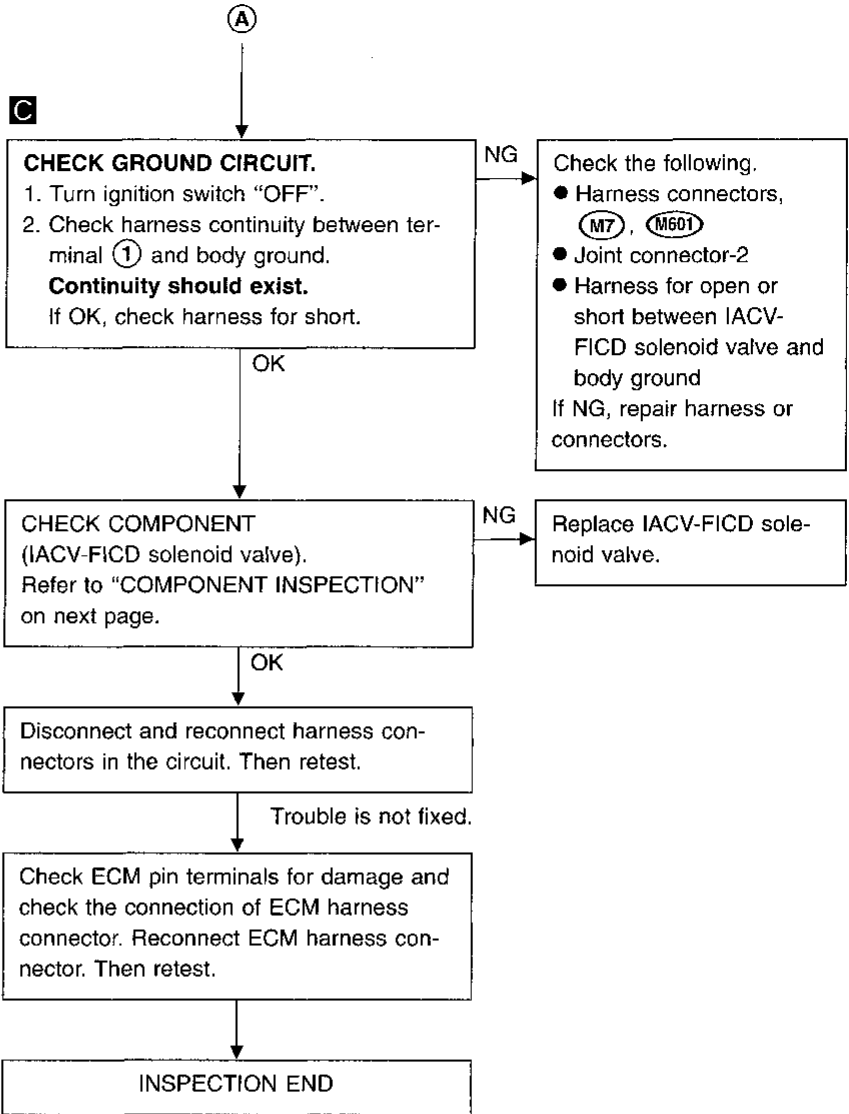 A
C
CHECK GROUND CIRCUIT.
1. Turn ignition switch “OFF”.
2. Check harness continuity between ter-
minal 1 and body ground.
Continuity should exist.
If OK, check harness for short.
NG
Check the following.
● Harness connectors,
M7, M601
● Joint connector-2
● Harness for open or
short between IACV-
FICD solenoid valve and
body ground
If NG, repair harness or
connectors.
OK
CHECK COMPONENT
(IACV-FICD solenoid valve).
Refer to “COMPONENT INSPECTION”
on next page.
NG
Replace IACV-FICD sole-
noid valve.
OK
Disconnect and reconnect harness con-
nectors in the circuit. Then retest.
Trouble is not fixed.
Check ECM pin terminals for damage and
check the connection of ECM harness
connector. Reconnect ECM harness con-
nector. Then retest.
INSPECTION END